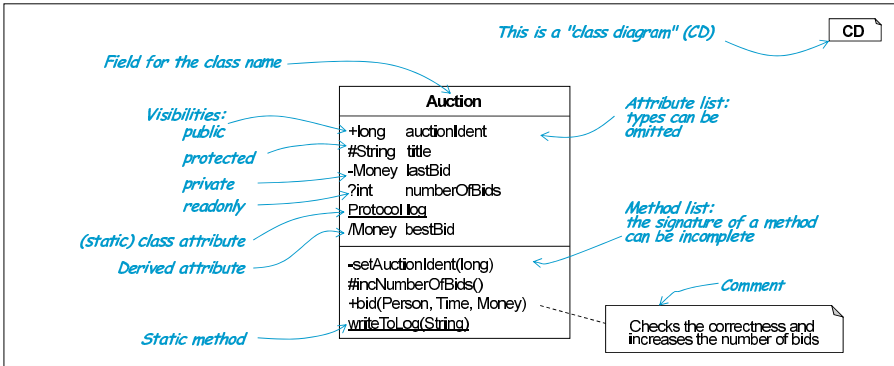 This is a "class diagram" (CD)
CD
Field for the class name
Auction
Visibilities:
public
protected
private
readonly
(static) class attribute
Derived attribute
+long auctionIdent
#String title
-Money lastBid
?int numberOfBids
Protocol log
/Money bestBid
Attribute list:
types can be
omitted
Method list:
the signature of a method
can be incomplete
-setAuctionIdent(long)
#incNumberOfBids()
+bid(Person, Time, Money)
writeToLog(String)
Static method
Comment
Checks the correctness and
increases the number of bids